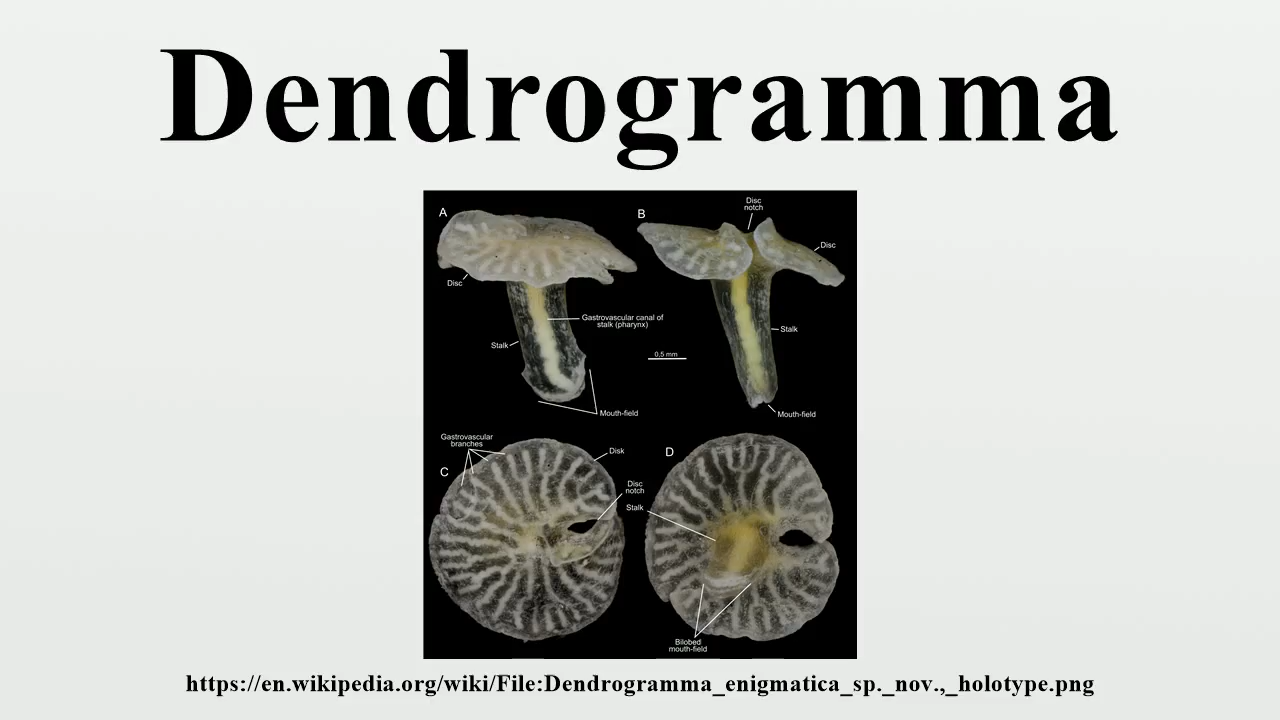 Dendrogramma
A
B
Disc
notch
Disc
Disc
Gastrovascular canal of
stalk (pharynx)
Stalk
Stalk
0,5 mm
Mouth-field
Mouth-field
Gastrovascular
branches
Disk
C
D
Disc
notch
Stalk
Bilobed
mouth-field
https://en.wikipedia.org/wiki/File:Dendrogramma_enigmatica_sp._nov.,_holotype.png